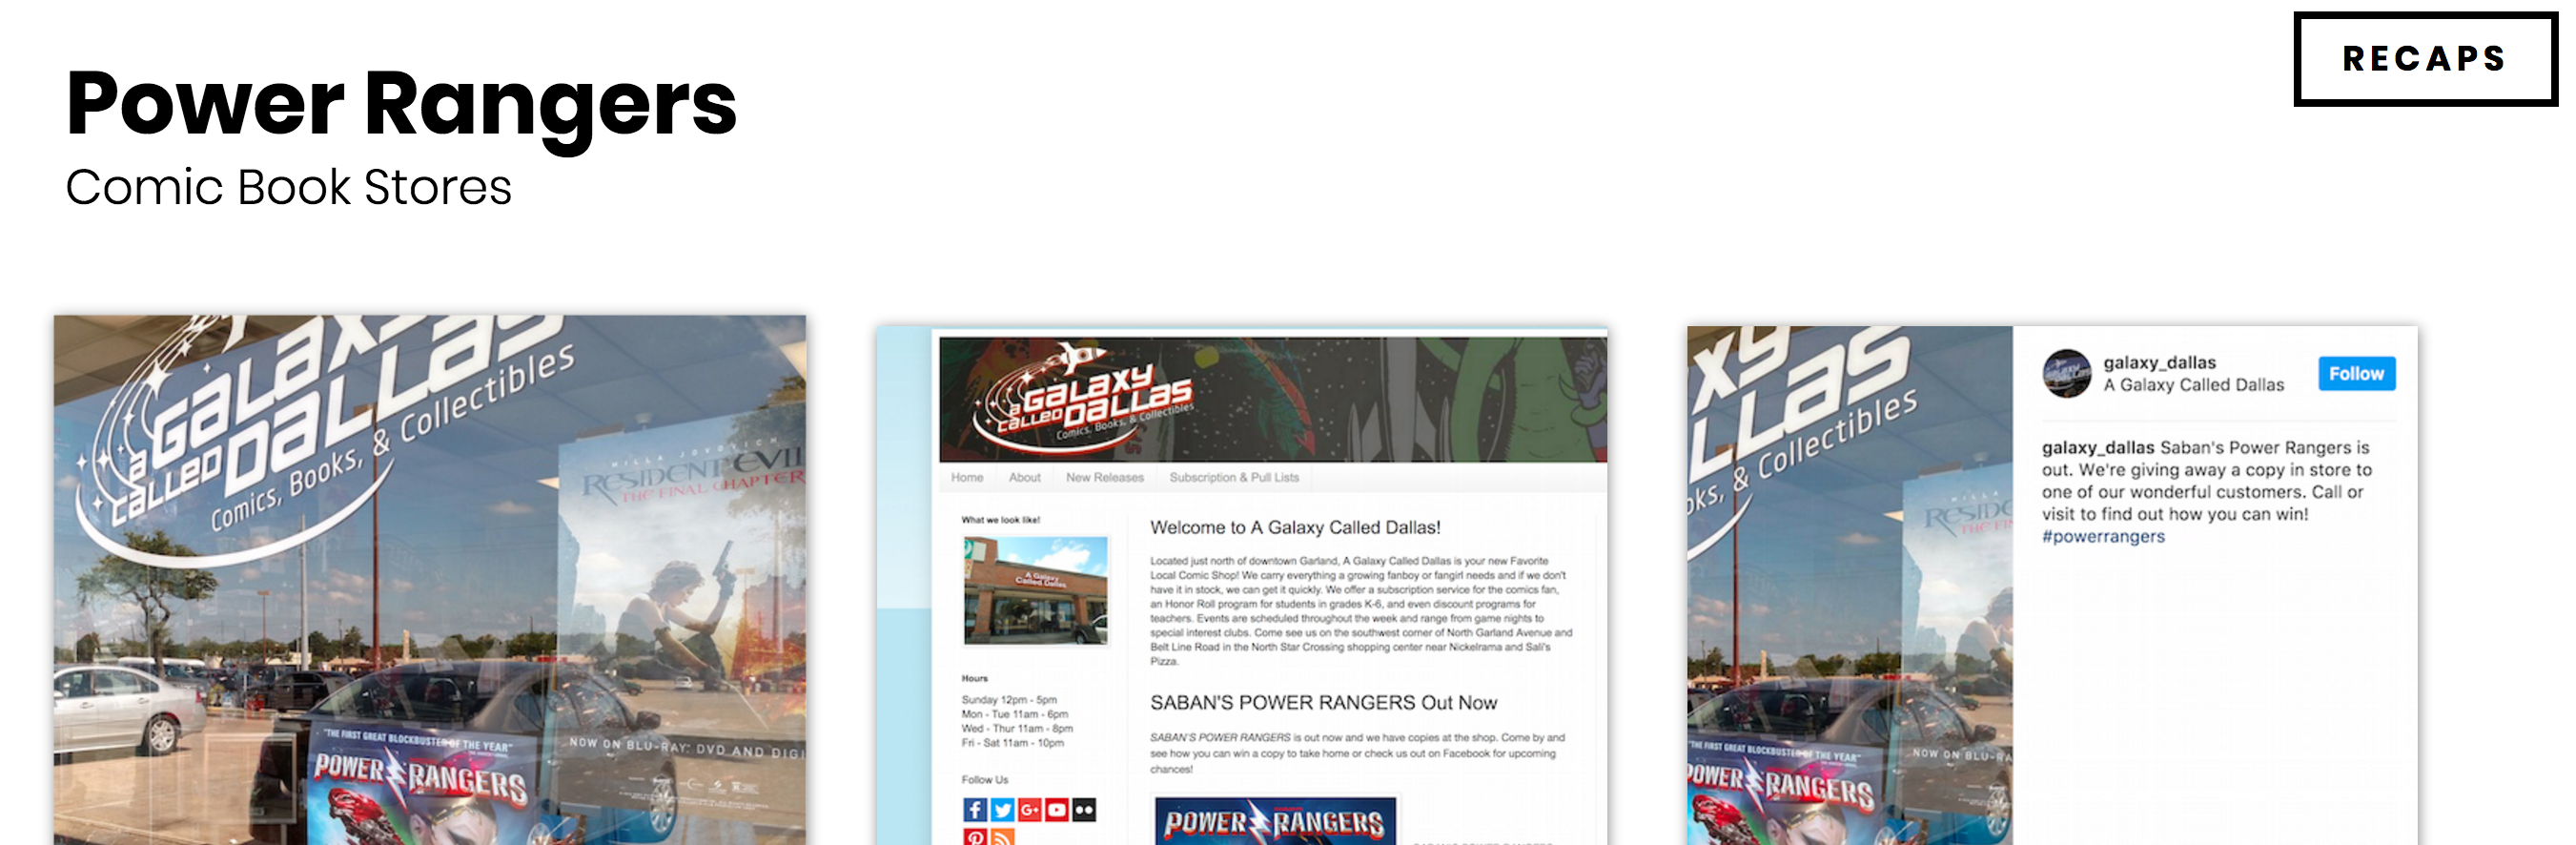 RECAPS
Power Rangers
Comic Book Stores
a GALAXY
CALLED DALLAS
Comics, Books, & Collectibles
MILLA JOVOVICH
RESIDENT EVIL
THE FINAL CHAPTER
NOW ON BLU-RAY, DVD AND DIGI
"THE FIRST GREAT BLOCKBUSTER OF THE YEAR"
POWER RANGERS
a GALAXY
CALLED DALLAS
Comics, Books, & Collectibles
Home About New Releases Subscription & Pull Lists
What we look like!
A Galaxy
Called Dallas
Hours
Sunday 12pm - 5pm
Mon - Tue 11am - 6pm
Wed - Thur 11am - 8pm
Fri - Sat 11am - 10pm
Follow Us
Welcome to A Galaxy Called Dallas!
Located just north of downtown Garland, A Galaxy Called Dallas is your new Favorite
Local Comic Shop! We carry everything a growing fanboy or fangirl needs and if we don't
have it in stock, we can get it quickly. We offer a subscription service for the comics fan,
an Honor Roll program for students in grades K-6, and even discount programs for
teachers. Events are scheduled throughout the week and range from game nights to
special interest clubs. Come see us on the southwest corner of North Garland Avenue and
Belt Line Road in the North Star Crossing shopping center near Nickelrama and Sali's
Pizza.
SABAN'S POWER RANGERS Out Now
SABAN'S POWER RANGERS is out now and we have copies at the shop. Come by and
see how you can win a copy to take home or check us out on Facebook for upcoming
chances!
POWER RANGERS
xy
LLAS
oks, & Collectibles
MILLA
RESIDE
THE FIN
NOW ON BLU-RA
"THE FIRST GREAT BLOCKBUSTER OF THE YEAR"
POWER RANGERS
galaxy_dallas
A Galaxy Called Dallas
Follow
galaxy_dallas Saban's Power Rangers is
out. We're giving away a copy in store to
one of our wonderful customers. Call or
visit to find out how you can win!
#powerrangers